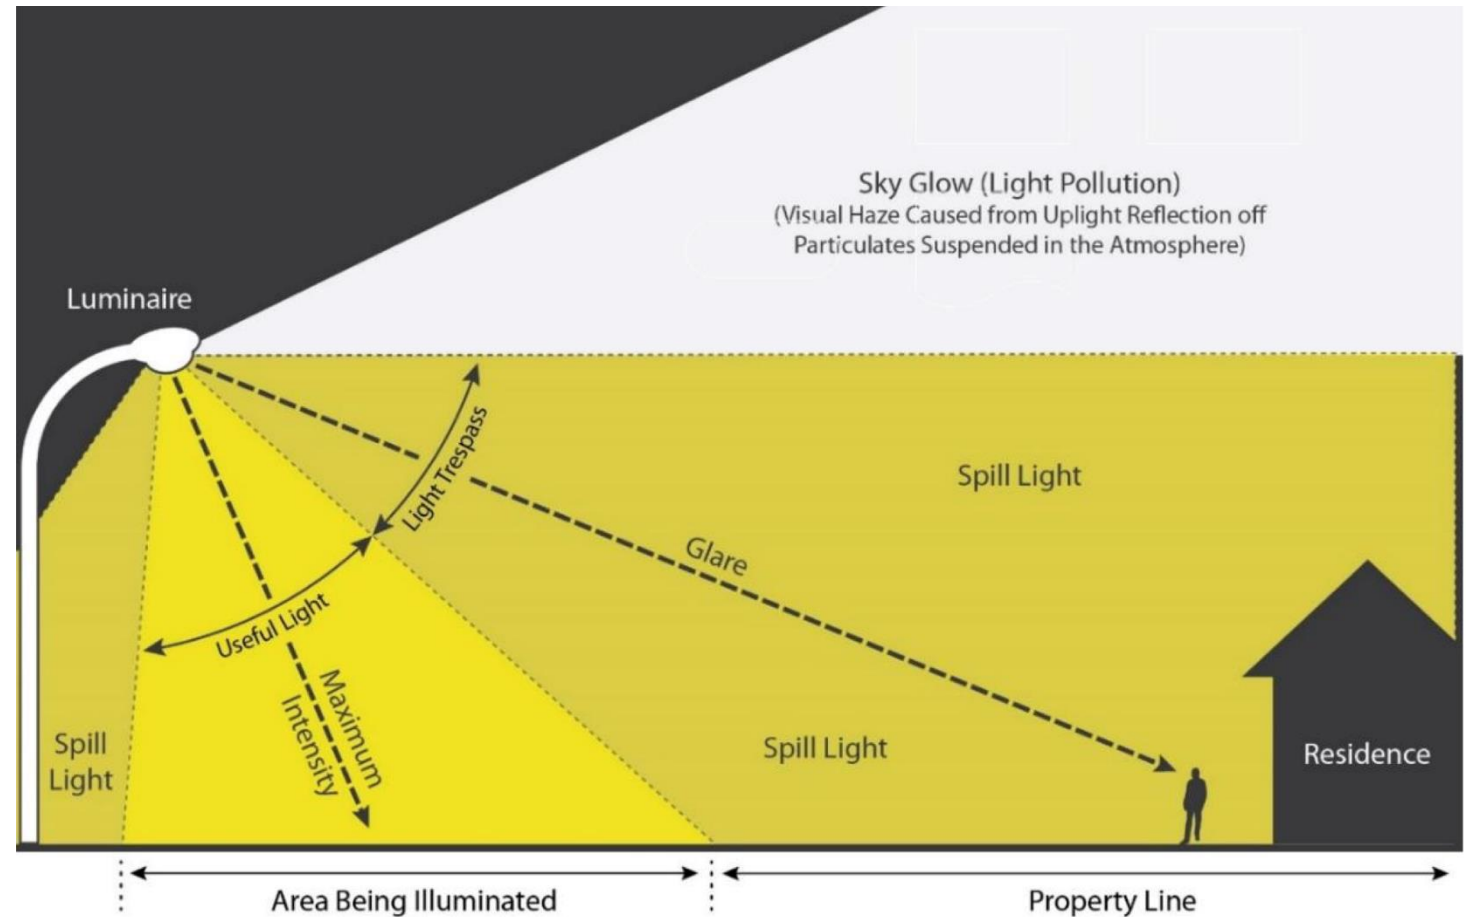 Sky Glow (Light Pollution)
(Visual Haze Caused from Uplight Reflection off
Particulates Suspended in the Atmosphere)
Luminaire
Light Trespass
Spill Light
Glare
Useful Light
Maximum
Intensity
Spill
Light
Spill Light
Residence
Area Being Illuminated
Property Line